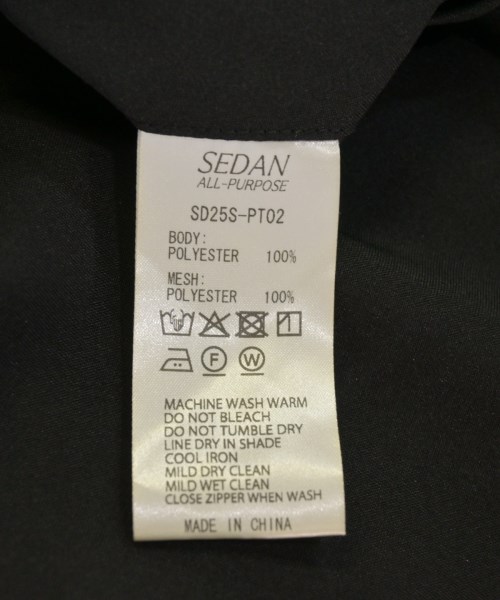 SEDAN
ALL-PURPOSE
SD25S-PT02
BODY:
POLYESTER 100%
MESH:
POLYESTER 100%
F W
MACHINE WASH WARM
DO NOT BLEACH
DO NOT TUMBLE DRY
LINE DRY IN SHADE
COOL IRON
MILD DRY CLEAN
MILD WET CLEAN
CLOSE ZIPPER WHEN WASH
MADE IN CHINA